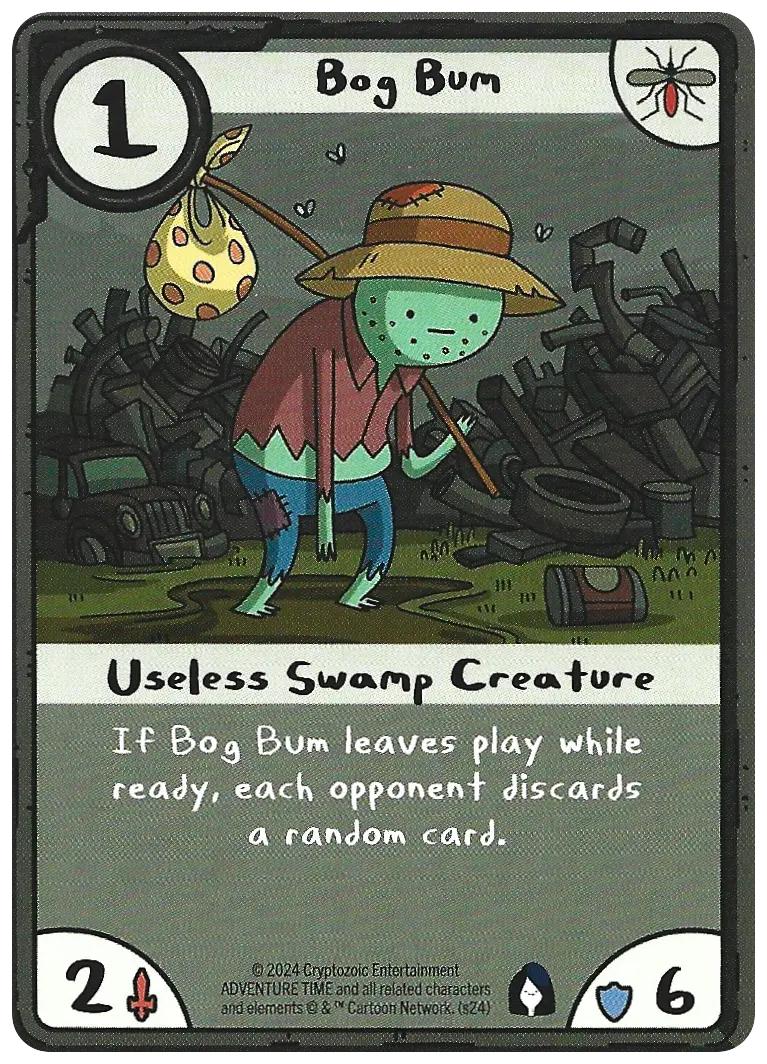 1
Bog Bum
Useless Swamp Creature
If Bog Bum leaves play while
ready, each opponent discards
a random card.
2
© 2024 Cryptozoic Entertainment
ADVENTURE TIME and all related characters
and elements © & ™ Cartoon Network. (s24)
6